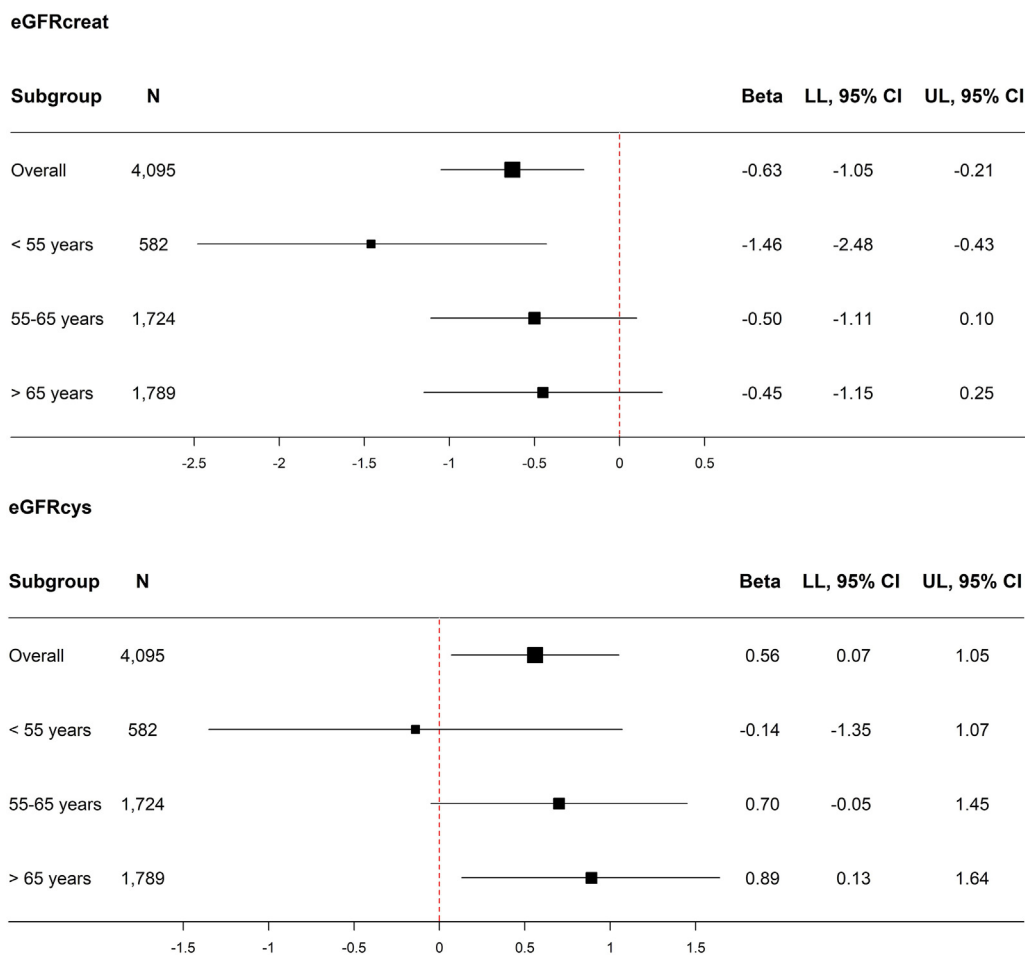 eGFRcreat
Subgroup N Beta LL, 95% CI UL, 95% CI
Overall 4,095 -0.63 -1.05 -0.21
< 55 years 582 -1.46 -2.48 -0.43
55-65 years 1,724 -0.50 -1.11 0.10
> 65 years 1,789 -0.45 -1.15 0.25
-2.5 -2 -1.5 -1 -0.5 0 0.5
eGFRcys
Subgroup N Beta LL, 95% CI UL, 95% CI
Overall 4,095 0.56 0.07 1.05
< 55 years 582 -0.14 -1.35 1.07
55-65 years 1,724 0.70 -0.05 1.45
> 65 years 1,789 0.89 0.13 1.64
-1.5 -1 -0.5 0 0.5 1 1.5